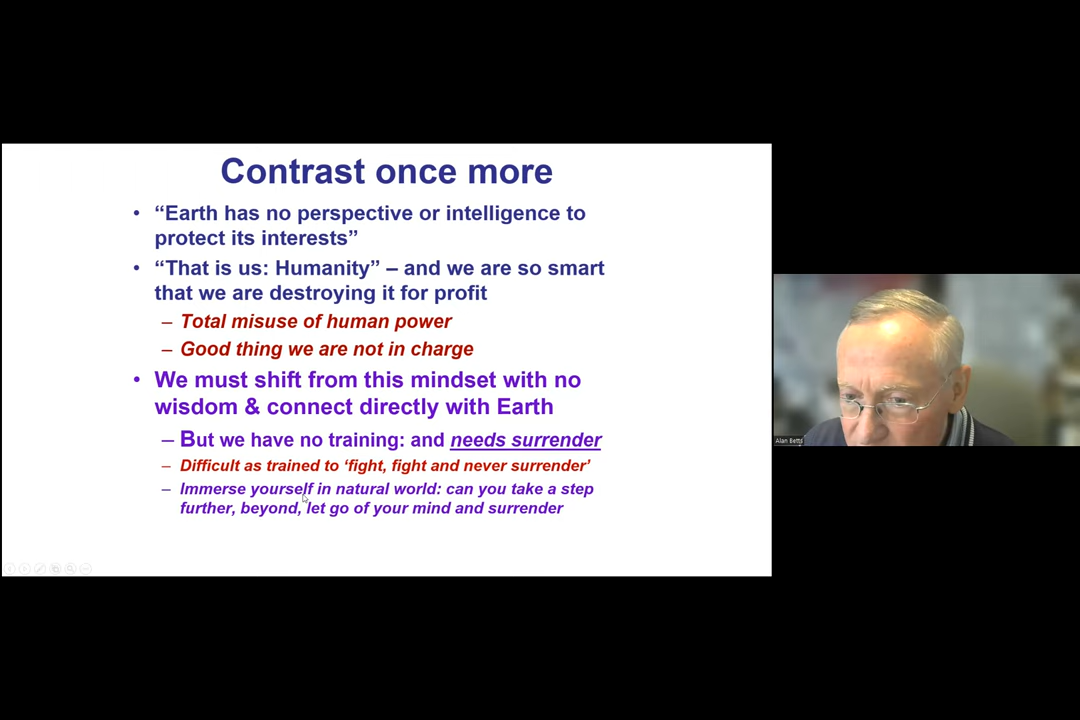 Contrast once more
• “Earth has no perspective or intelligence to
protect its interests”
• “That is us: Humanity” – and we are so smart
that we are destroying it for profit
– Total misuse of human power
– Good thing we are not in charge
• We must shift from this mindset with no
wisdom & connect directly with Earth
– But we have no training: and needs surrender
– Difficult as trained to ‘fight, fight and never surrender’
– Immerse yourself in natural world: can you take a step
further, beyond, let go of your mind and surrender
Alan Betts